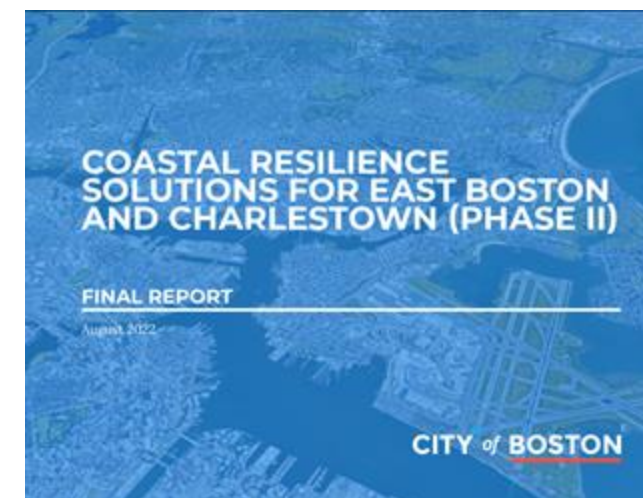 COASTAL RESILIENCE
SOLUTIONS FOR EAST BOSTON
AND CHARLESTOWN (PHASE II)
FINAL REPORT
August 2022
CITY of BOSTON